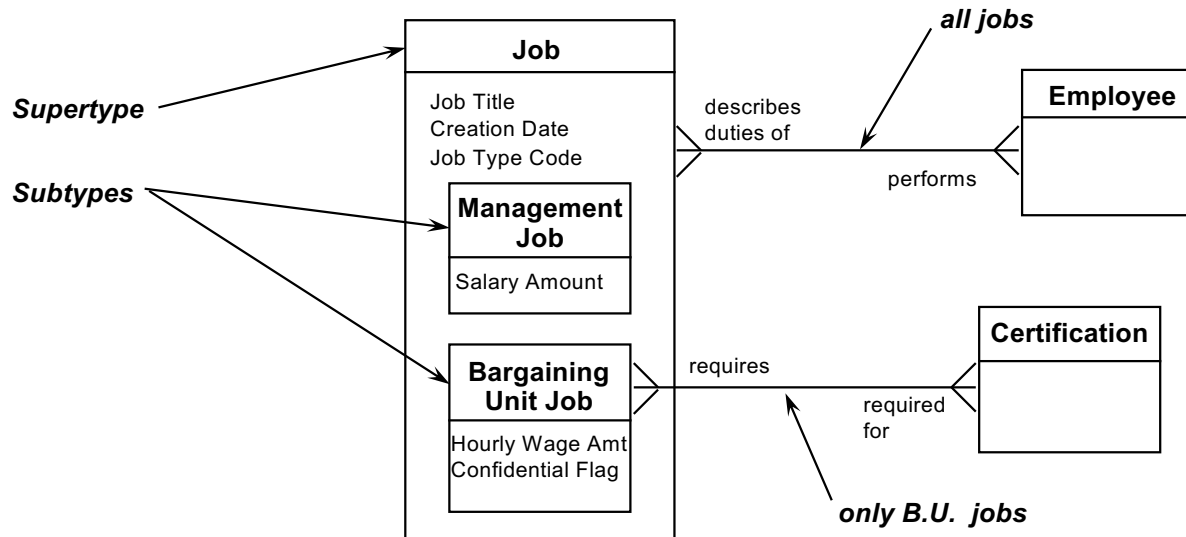 all jobs
Job
Supertype
Job Title
Creation Date
Job Type Code
describes
duties of
Employee
performs
Subtypes
Management
Job
Salary Amount
Bargaining
Unit Job
Hourly Wage Amt
Confidential Flag
requires
Certification
required
for
only B.U. jobs